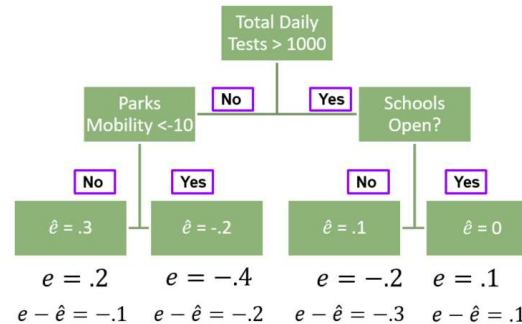 Total Daily
Tests > 1000
No
Yes
Parks
Mobility <-10
Schools
Open?
No
Yes
No
Yes
ê = .3
ê = -.2
ê = .1
ê = 0
e = .2
e = −.4
e = −.2
e = .1
e − ê = −.1
e − ê = −.2
e − ê = −.3
e − ê = .1